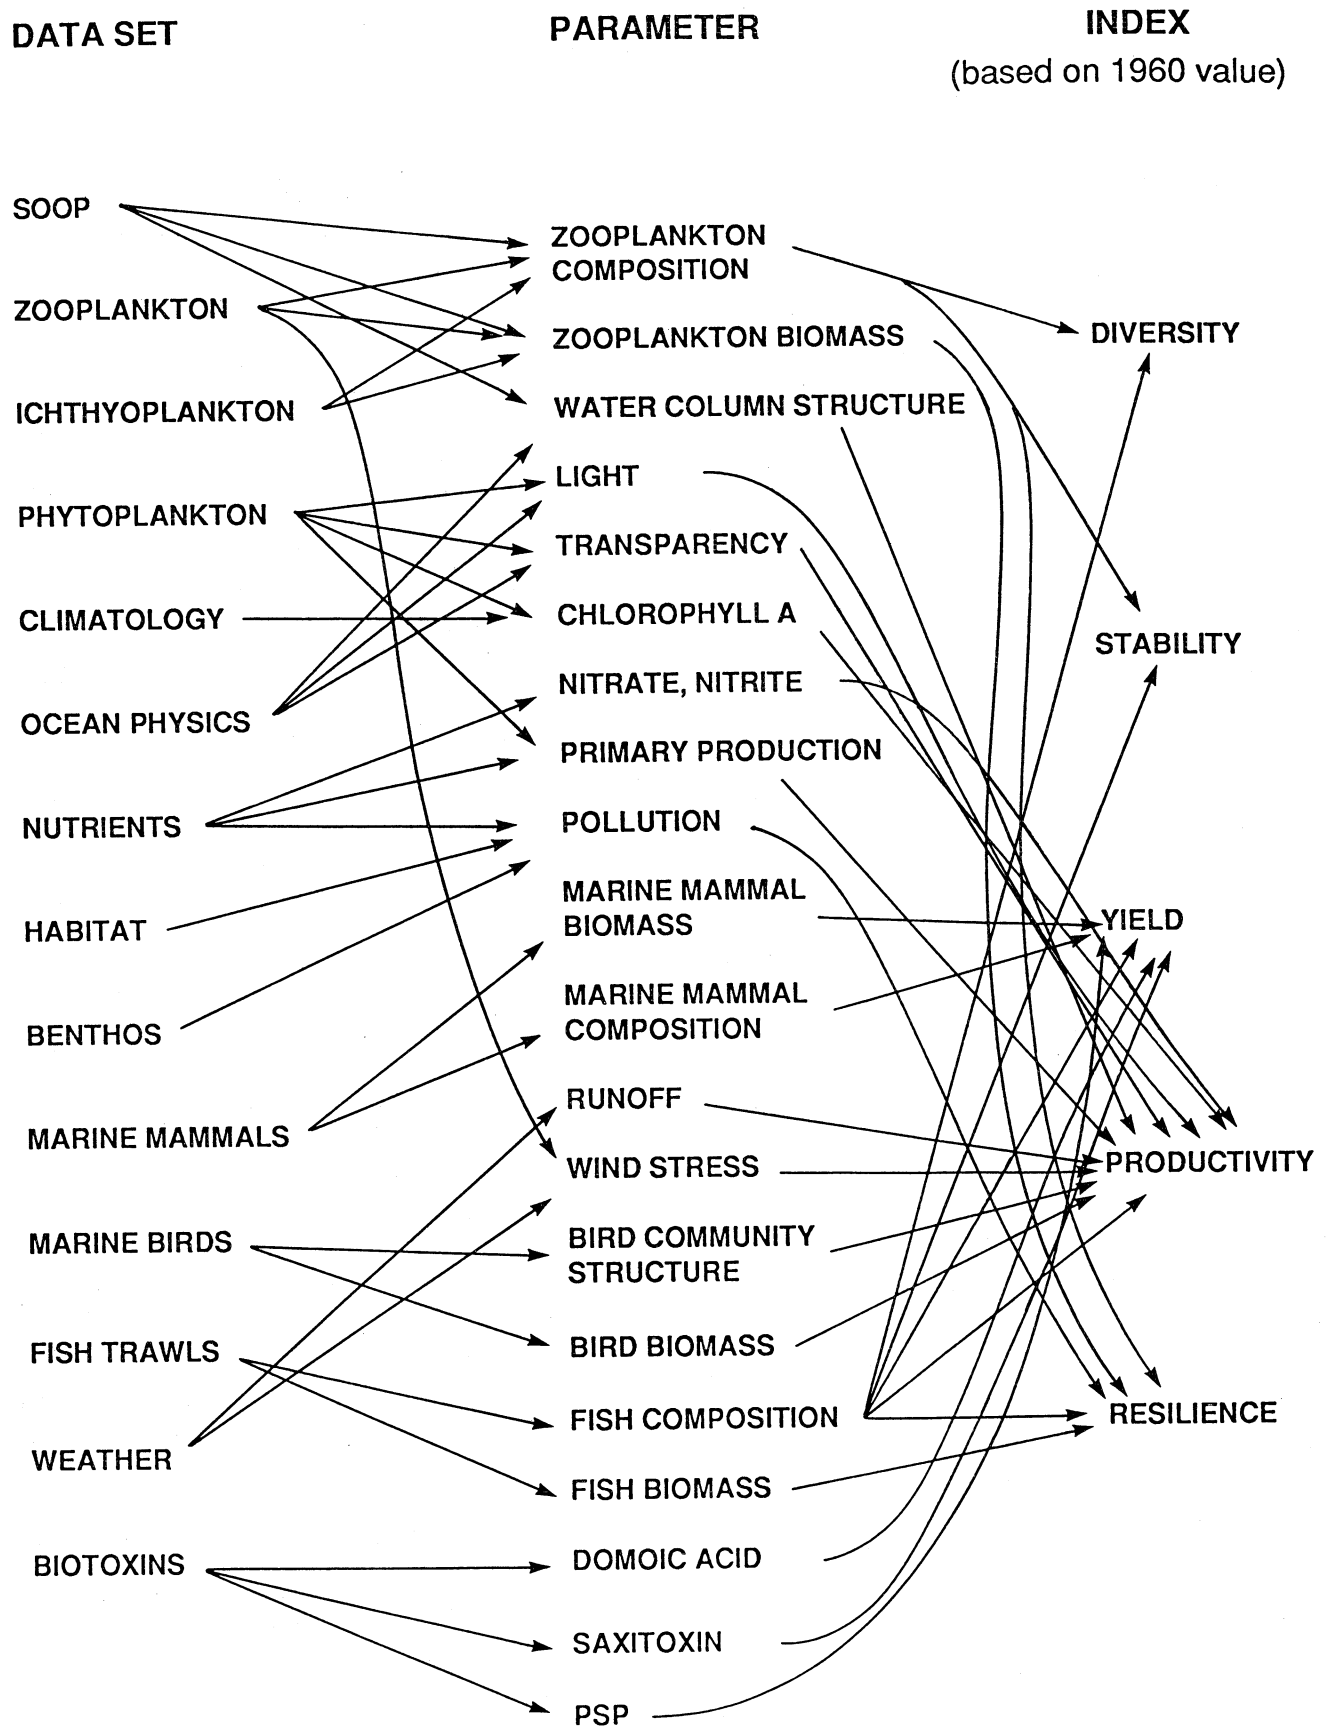 DATA SET
PARAMETER
INDEX
(based on 1960 value)
SOOP
ZOOPLANKTON
ICHTHYOPLANKTON
PHYTOPLANKTON
CLIMATOLOGY
OCEAN PHYSICS
NUTRIENTS
HABITAT
BENTHOS
MARINE MAMMALS
MARINE BIRDS
FISH TRAWLS
WEATHER
BIOTOXINS
ZOOPLANKTON
COMPOSITION
ZOOPLANKTON BIOMASS
WATER COLUMN STRUCTURE
LIGHT
TRANSPARENCY
CHLOROPHYLL A
NITRATE, NITRITE
PRIMARY PRODUCTION
POLLUTION
MARINE MAMMAL
BIOMASS
MARINE MAMMAL
COMPOSITION
RUNOFF
WIND STRESS
BIRD COMMUNITY
STRUCTURE
BIRD BIOMASS
FISH COMPOSITION
FISH BIOMASS
DOMOIC ACID
SAXITOXIN
PSP
DIVERSITY
STABILITY
YIELD
PRODUCTIVITY
RESILIENCE